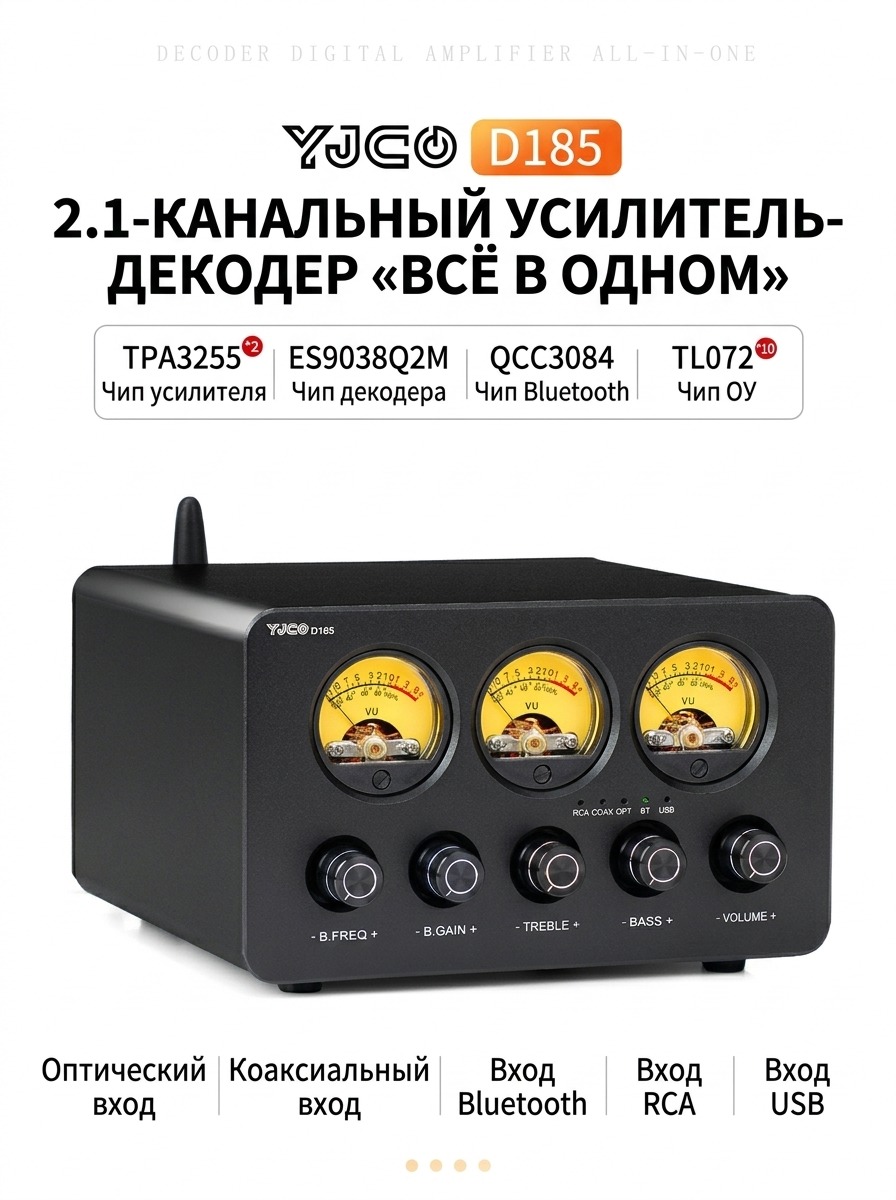 DECODER DIGITAL AMPLIFIER ALL-IN-ONE
YJCO D185
2.1-КАНАЛЬНЫЙ УСИЛИТЕЛЬ-
ДЕКОДЕР «ВСЁ В ОДНОМ»
TPA3255 *2 ES9038Q2M QCC3084 TL072 *10
Чип усилителя Чип декодера Чип Bluetooth Чип ОУ
YJCO D185
VU VU VU
RCA COAX OPT BT USB
- B.FREQ + - B.GAIN + - TREBLE + - BASS + - VOLUME +
Оптический Коаксиальный Вход Вход Вход
вход вход Bluetooth RCA USB